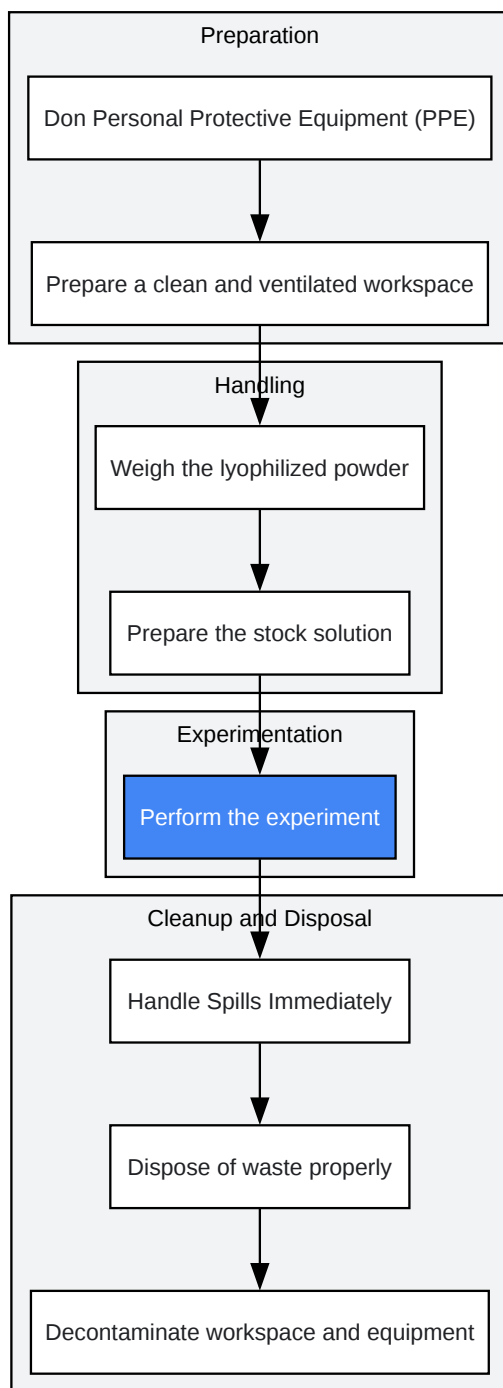 Preparation
Don Personal Protective Equipment (PPE)
Prepare a clean and ventilated workspace
Handling
Weigh the lyophilized powder
Prepare the stock solution
Experimentation
Perform the experiment
Cleanup and Disposal
Handle Spills Immediately
Dispose of waste properly
Decontaminate workspace and equipment